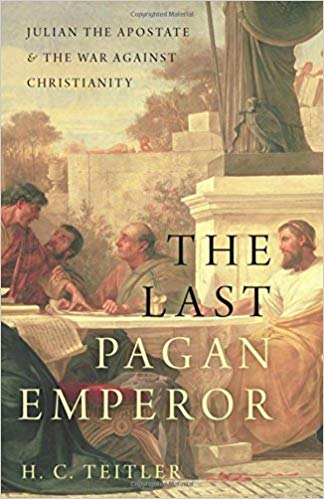 JULIAN THE APOSTATE
& THE WAR AGAINST
CHRISTIANITY
THE
LAST
PAGAN
EMPEROR
H. C. TEITLER